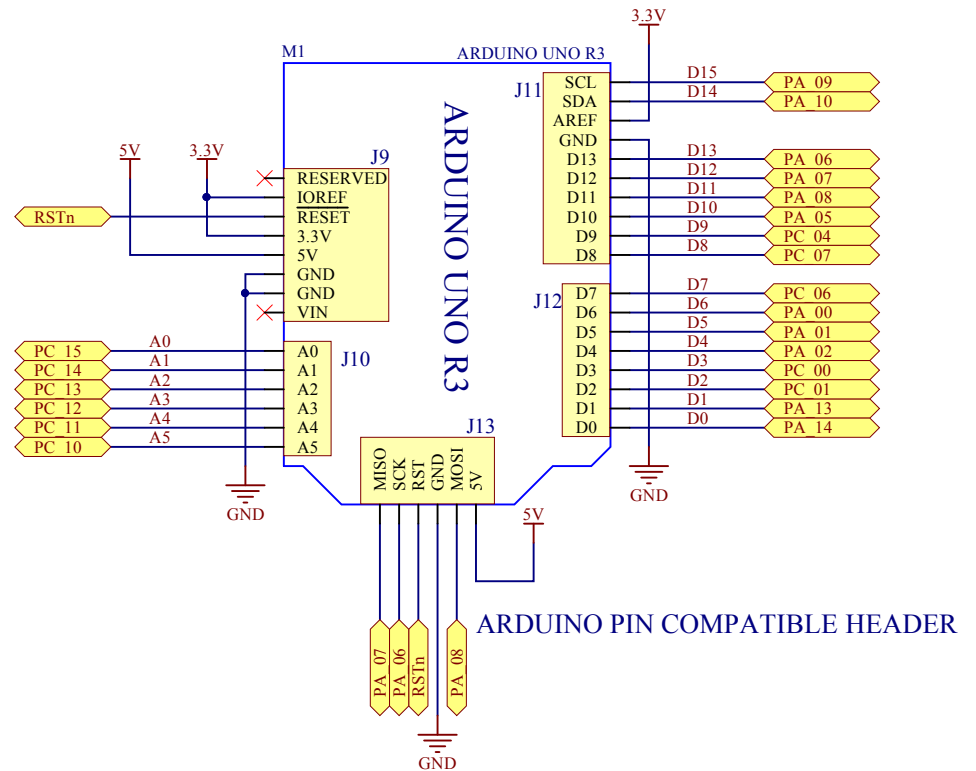 3.3V
M1
ARDUINO UNO R3
J11
SCL D15 PA_09
SDA D14 PA_10
AREF
GND
D13 D13 PA_06
D12 D12 PA_07
D11 D11 PA_08
D10 D10 PA_05
D9 D9 PC_04
D8 D8 PC_07
ARDUINO UNO R3
5V 3.3V
J9
RESERVED
IOREF
RSTn RESET
3.3V
5V
GND
GND
VIN
J12
D7 D7 PC_06
D6 D6 PA_00
D5 D5 PA_01
D4 D4 PA_02
D3 D3 PC_00
D2 D2 PC_01
D1 D1 PA_13
D0 D0 PA_14
J10
PC_15 A0 A0
PC_14 A1 A1
PC_13 A2 A2
PC_12 A3 A3
PC_11 A4 A4
PC_10 A5 A5
GND
GND
J13
MISO
SCK
RST
GND
MOSI
5V
5V
PA_07
PA_06
RSTn
PA_08
GND
ARDUINO PIN COMPATIBLE HEADER